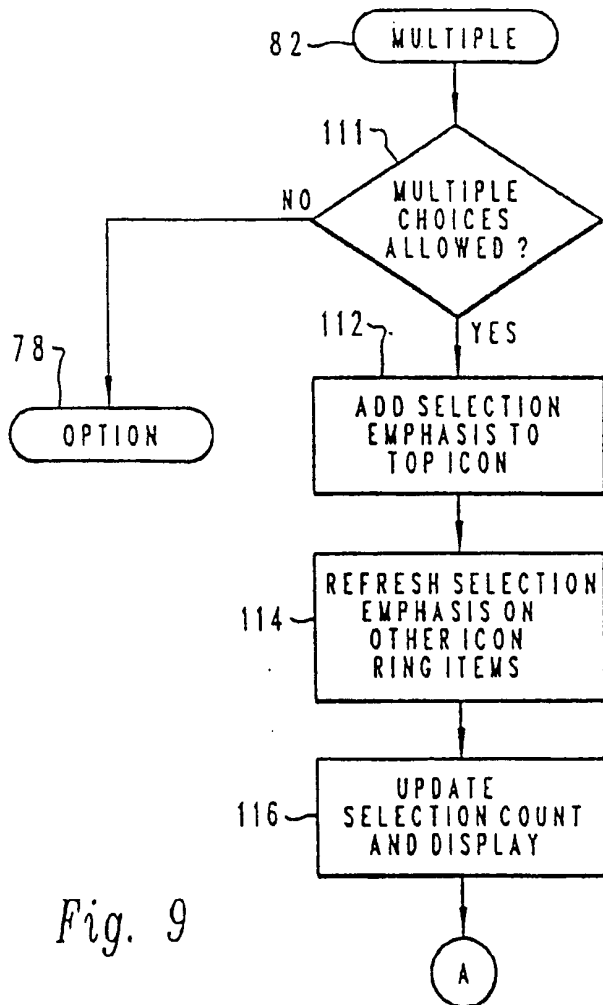 82
MULTIPLE
111
NO
MULTIPLE
CHOICES
ALLOWED ?
78
OPTION
112
YES
ADD SELECTION
EMPHASIS TO
TOP ICON
114
REFRESH SELECTION
EMPHASIS ON
OTHER ICON
RING ITEMS
116
UPDATE
SELECTION COUNT
AND DISPLAY
Fig. 9
A